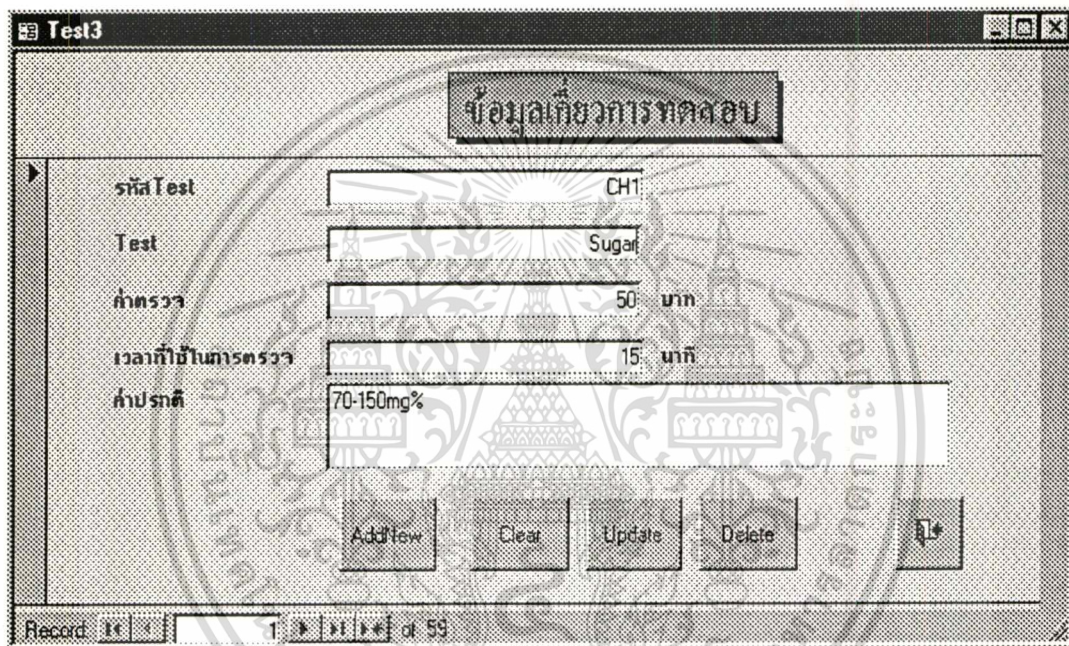 Test3
ข้อมูลเกี่ยวการทดสอบ
รหัสTest CH1
Test Sugar
ค่าตรวจ 50 บาท
เวลาที่ใช้ในการตรวจ 15 นาที
ค่าปรกติ 70-150mg%
AddNew Clear Update Delete
Record: 1 of 59